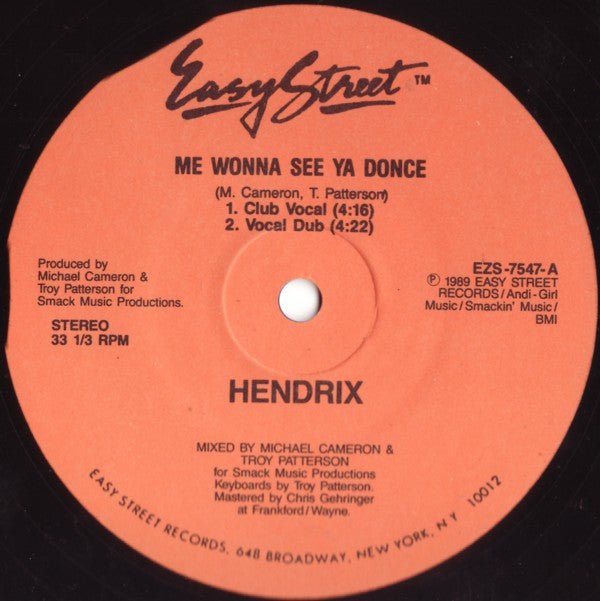 Easy Street™
ME WONNA SEE YA DONCE
(M. Cameron, T. Patterson)
1. Club Vocal (4:16)
2. Vocal Dub (4:22)
Produced by
Michael Cameron &
Troy Patterson for
Smack Music Productions.
STEREO
33 1/3 RPM
EZS-7547-A
℗ 1989 EASY STREET
RECORDS/Andi-Girl
Music/Smackin' Music/
BMI
HENDRIX
MIXED BY MICHAEL CAMERON &
TROY PATTERSON
for Smack Music Productions
Keyboards by Troy Patterson.
Mastered by Chris Gehringer
at Frankford/Wayne.
EASY STREET RECORDS, 648 BROADWAY, NEW YORK, N.Y. 10012